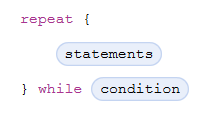 repeat {
statements
} while condition